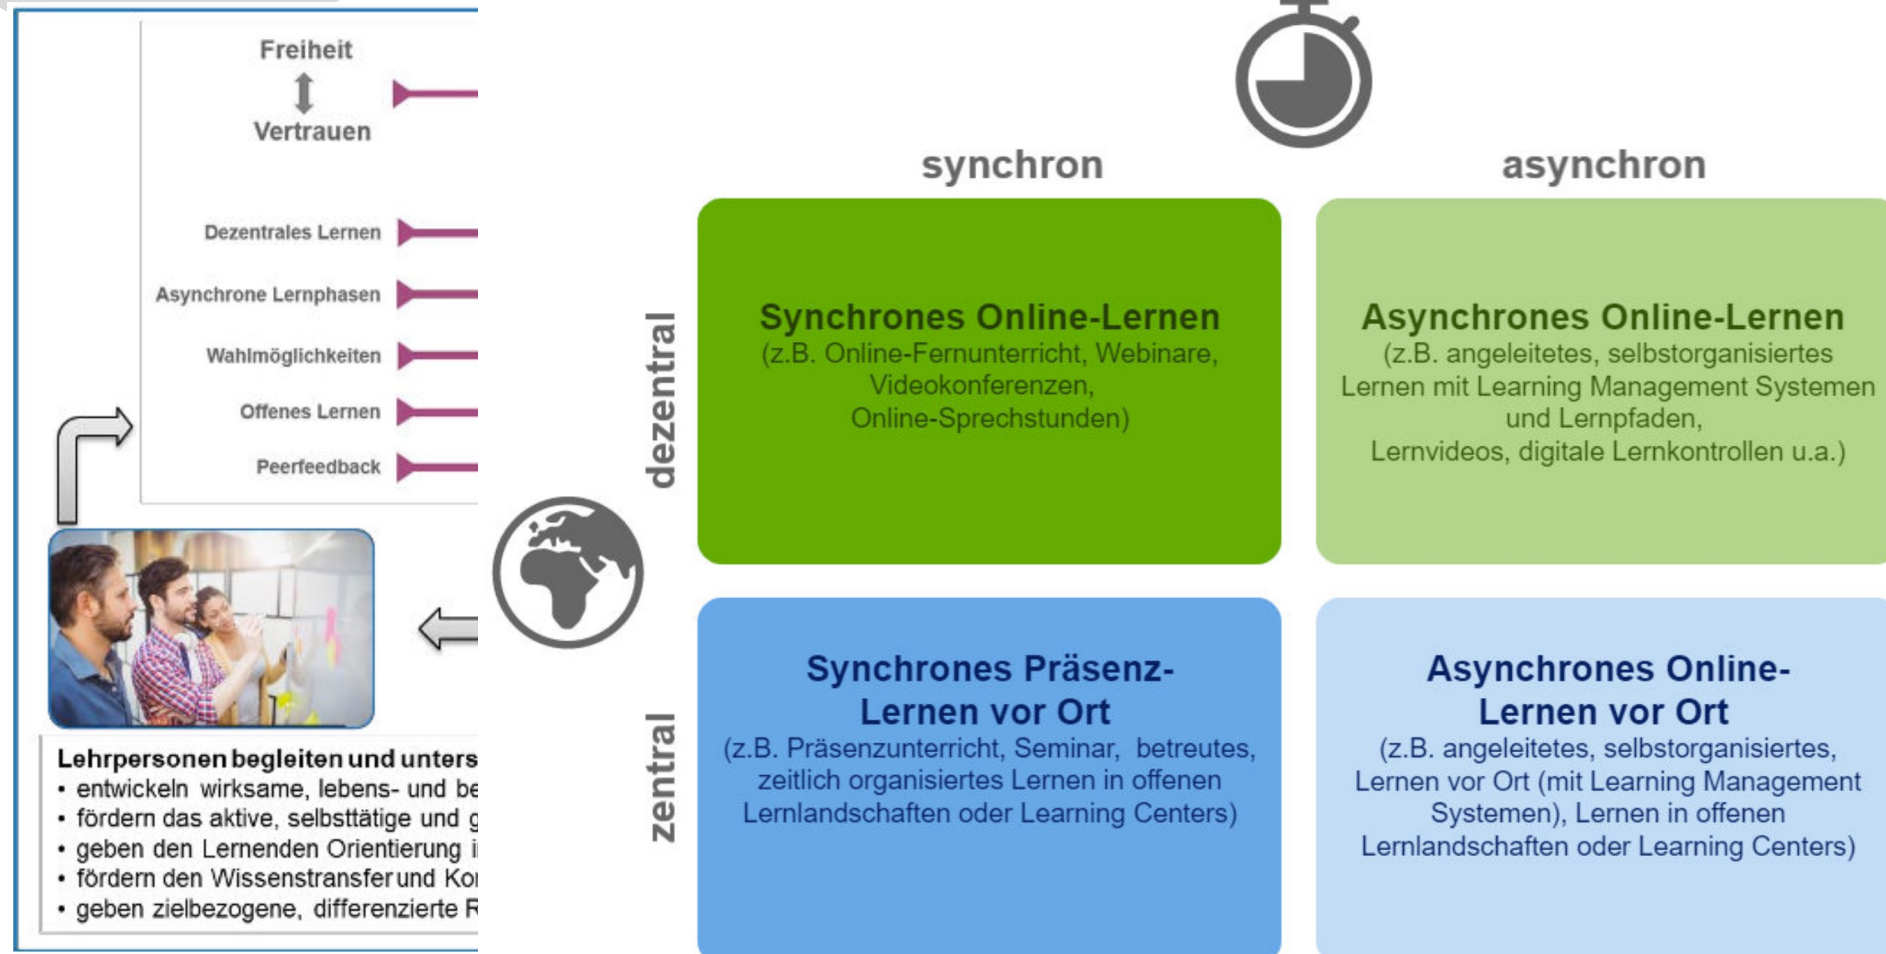 Freiheit
Vertrauen
Dezentrales Lernen
Asynchrone Lernphasen
Wahlmöglichkeiten
Offenes Lernen
Peerfeedback
Lehrpersonen begleiten und unters
• entwickeln wirksame, lebens- und be
• fördern das aktive, selbsttätige und g
• geben den Lernenden Orientierung i
• fördern den Wissenstransfer und Ko
• geben zielbezogene, differenzierte R
synchron
asynchron
dezentral
Synchrones Online-Lernen
(z.B. Online-Fernunterricht, Webinare,
Videokonferenzen,
Online-Sprechstunden)
Asynchrones Online-Lernen
(z.B. angeleitetes, selbstorganisiertes
Lernen mit Learning Management Systemen
und Lernpfaden,
Lernvideos, digitale Lernkontrollen u.a.)
zentral
Synchrones Präsenz-
Lernen vor Ort
(z.B. Präsenzunterricht, Seminar, betreutes,
zeitlich organisiertes Lernen in offenen
Lernlandschaften oder Learning Centers)
Asynchrones Online-
Lernen vor Ort
(z.B. angeleitetes, selbstorganisiertes,
Lernen vor Ort (mit Learning Management
Systemen), Lernen in offenen
Lernlandschaften oder Learning Centers)